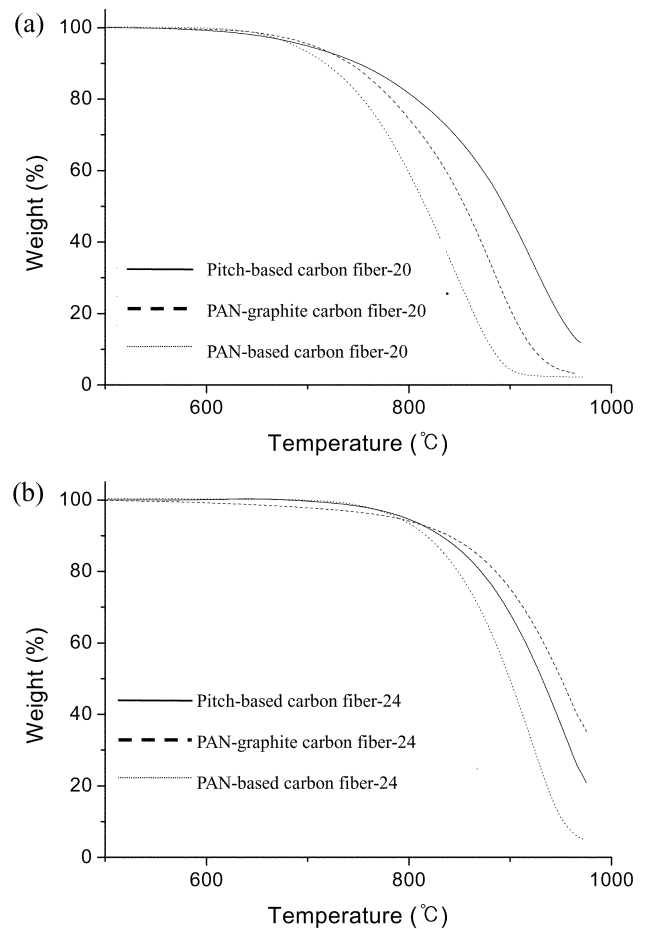 (a)
100
80
60
40
20
0
Weight (%)
Pitch-based carbon fiber-20
PAN-graphite carbon fiber-20
PAN-based carbon fiber-20
600
800
1000
Temperature (℃)
(b)
100
80
60
40
20
0
Weight (%)
Pitch-based carbon fiber-24
PAN-graphite carbon fiber-24
PAN-based carbon fiber-24
600
800
1000
Temperature (℃)